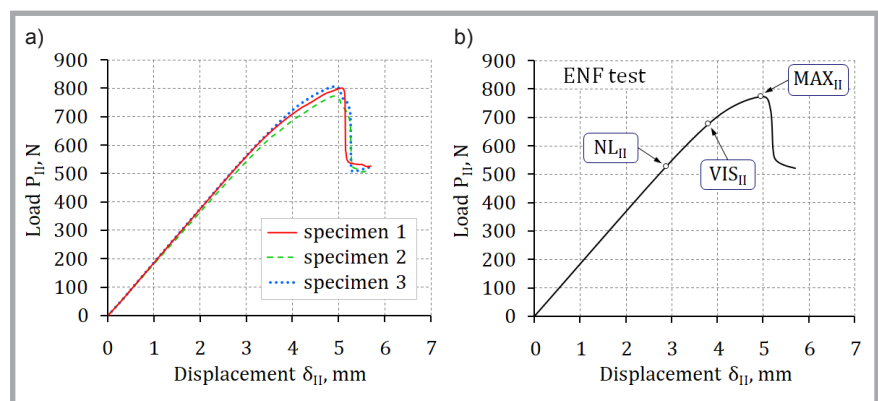 a)
900
800
700
600
500
400
300
200
100
0
Load P_II, N
specimen 1
specimen 2
specimen 3
0 1 2 3 4 5 6 7
Displacement δ_II, mm
b)
900
800
700
600
500
400
300
200
100
0
Load P_II, N
ENF test
MAX_II
NL_II
VIS_II
0 1 2 3 4 5 6 7
Displacement δ_II, mm